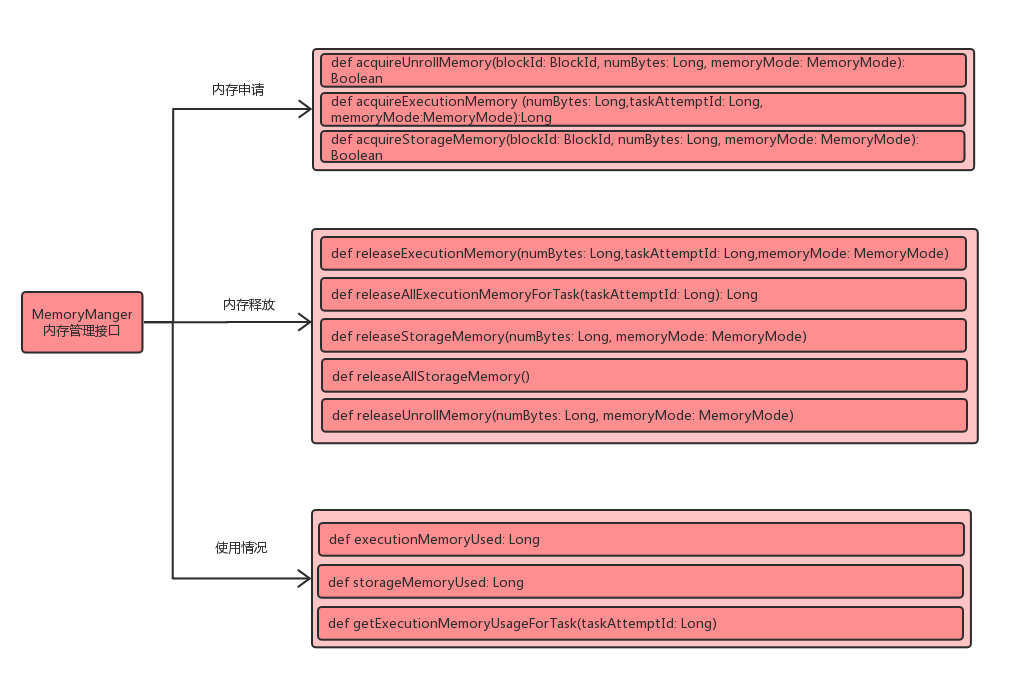 内存申请
def acquireUnrollMemory(blockId: BlockId, numBytes: Long, memoryMode: MemoryMode):
Boolean
def acquireExecutionMemory (numBytes: Long,taskAttemptId: Long,
memoryMode:MemoryMode):Long
def acquireStorageMemory(blockId: BlockId, numBytes: Long, memoryMode: MemoryMode):
Boolean
MemoryManger
内存管理接口
内存释放
def releaseExecutionMemory(numBytes: Long,taskAttemptId: Long,memoryMode: MemoryMode)
def releaseAllExecutionMemoryForTask(taskAttemptId: Long): Long
def releaseStorageMemory(numBytes: Long, memoryMode: MemoryMode)
def releaseAllStorageMemory()
def releaseUnrollMemory(numBytes: Long, memoryMode: MemoryMode)
使用情况
def executionMemoryUsed: Long
def storageMemoryUsed: Long
def getExecutionMemoryUsageForTask(taskAttemptId: Long)